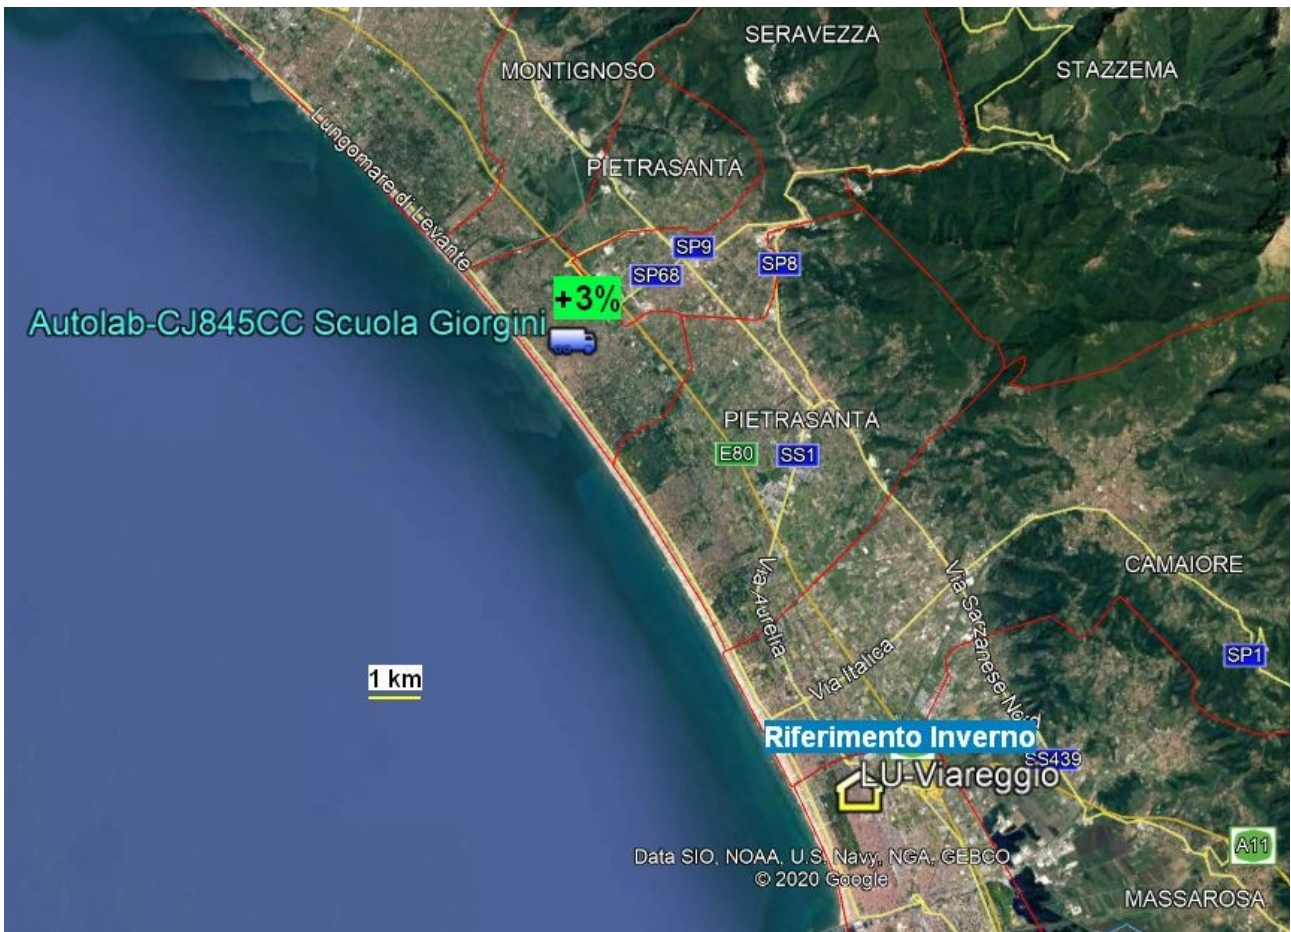 SERAVEZZA
MONTIGNOSO
STAZZEMA
Lungomare di Levante
PIETRASANTA
SP9
SP68
SP8
+3%
Autolab-CJ845CC Scuola Giorgini
PIETRASANTA
E80
SS1
Via Aurelia
Via Sarzanese Nord
CAMAIORE
SP1
Via Italica
1 km
Riferimento Inverno
SS439
LU-Viareggio
A11
Data SIO, NOAA, U.S. Navy, NGA, GEBCO
© 2020 Google
MASSAROSA